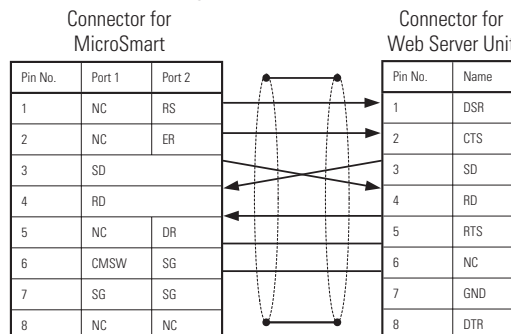 Connector for
MicroSmart
Connector for
Web Server Unit
Pin No. Port 1 Port 2
1 NC RS
2 NC ER
3 SD
4 RD
5 NC DR
6 CMSW SG
7 SG SG
8 NC NC
Pin No. Name
1 DSR
2 CTS
3 SD
4 RD
5 RTS
6 NC
7 GND
8 DTR